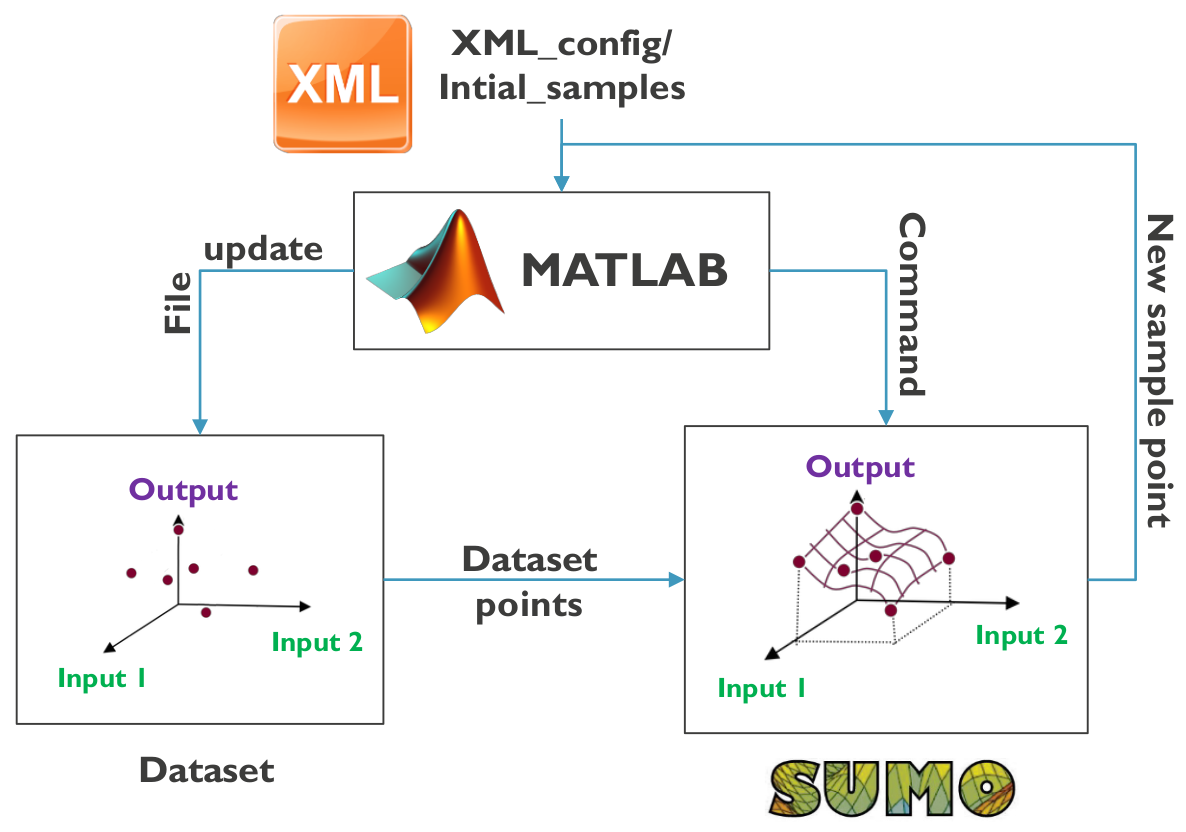 XML
XML_config/
Intial_samples
MATLAB
update
File
Command
New sample point
Output
Input 1
Input 2
Dataset
points
Output
Input 1
Input 2
Dataset
SUMO